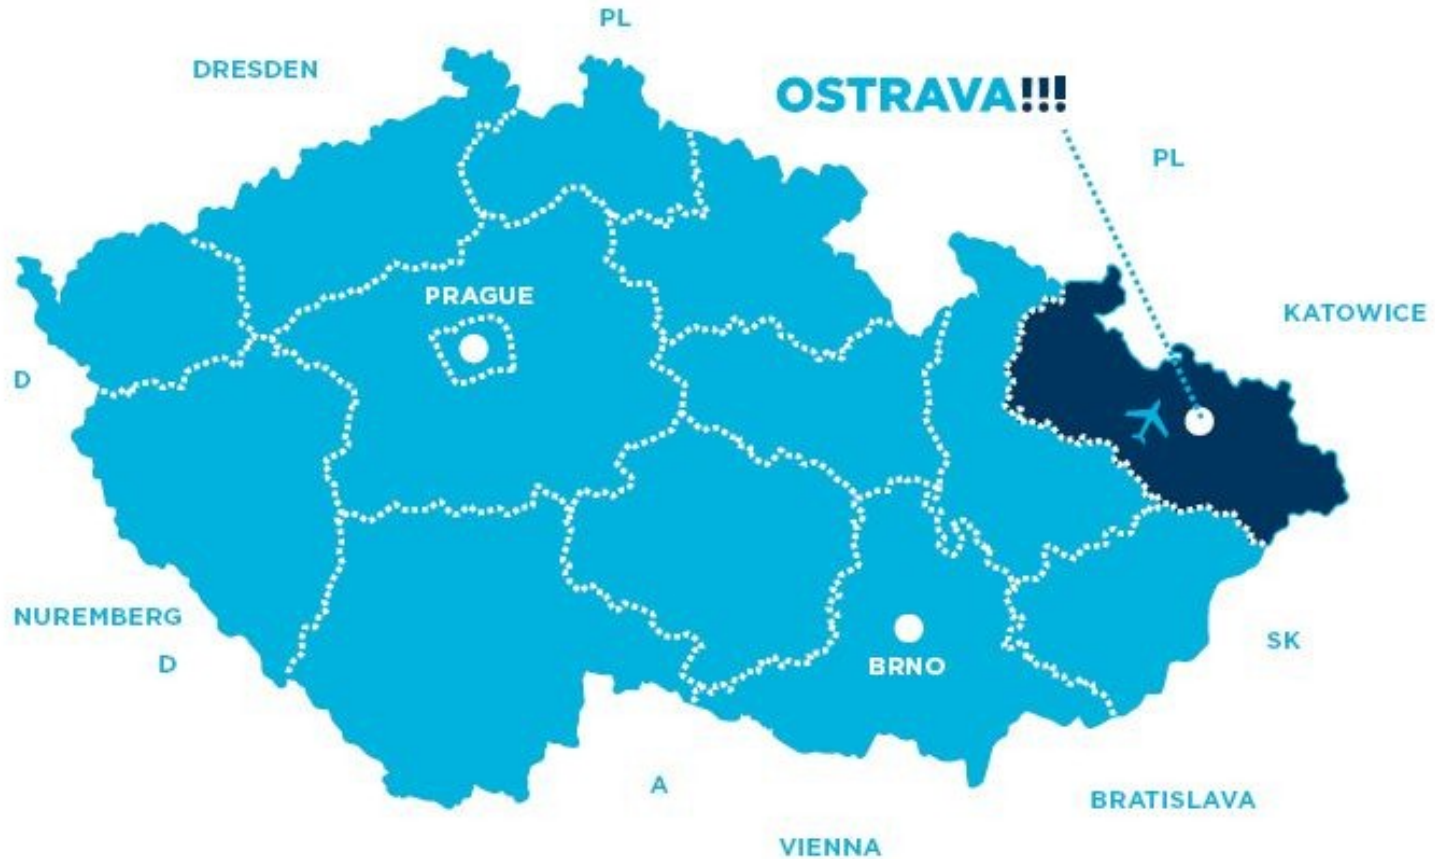 PL
DRESDEN
OSTRAVA!!!
PL
PRAGUE
KATOWICE
D
NUREMBERG
D
SK
BRNO
A
BRATISLAVA
VIENNA